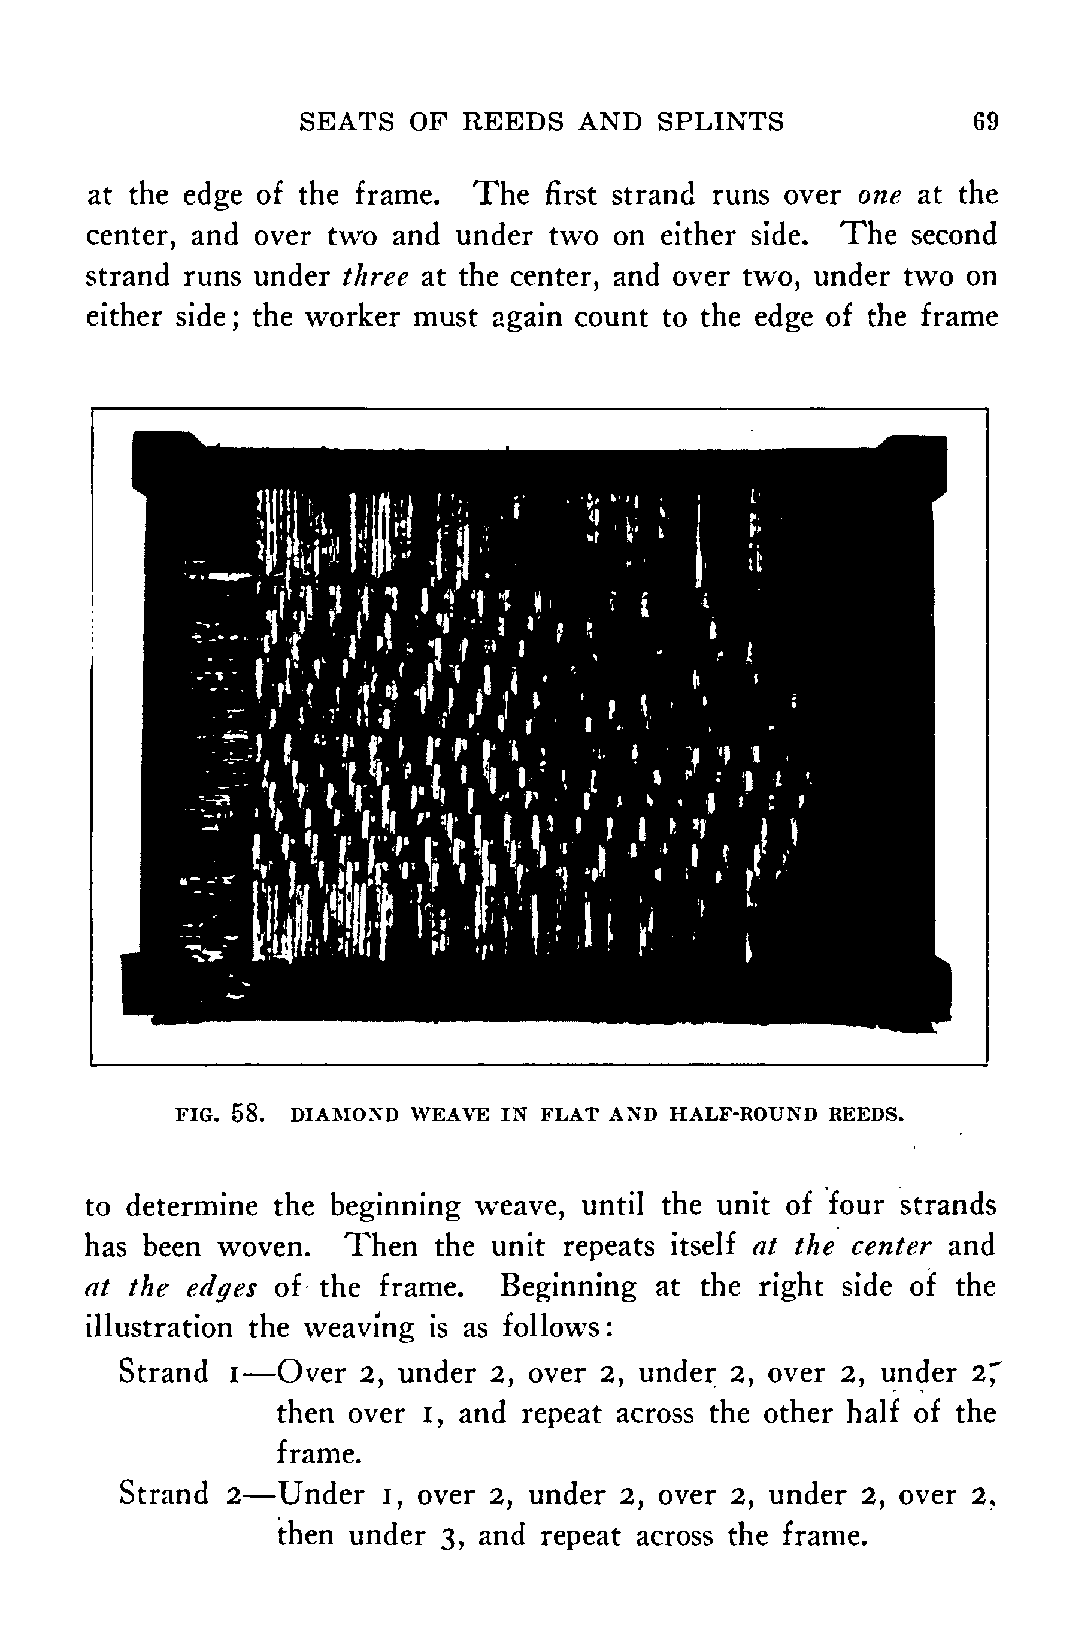 SEATS OF REEDS AND SPLINTS 69
at the edge of the frame. The first strand runs over one at the
center, and over two and under two on either side. The second
strand runs under three at the center, and over two, under two on
either side; the worker must again count to the edge of the frame
FIG. 58. DIAMOND WEAVE IN FLAT AND HALF-ROUND REEDS.
to determine the beginning weave, until the unit of four strands
has been woven. Then the unit repeats itself at the center and
at the edges of the frame. Beginning at the right side of the
illustration the weaving is as follows:
Strand 1—Over 2, under 2, over 2, under 2, over 2, under 2,
then over 1, and repeat across the other half of the
frame.
Strand 2—Under 1, over 2, under 2, over 2, under 2, over 2,
then under 3, and repeat across the frame.